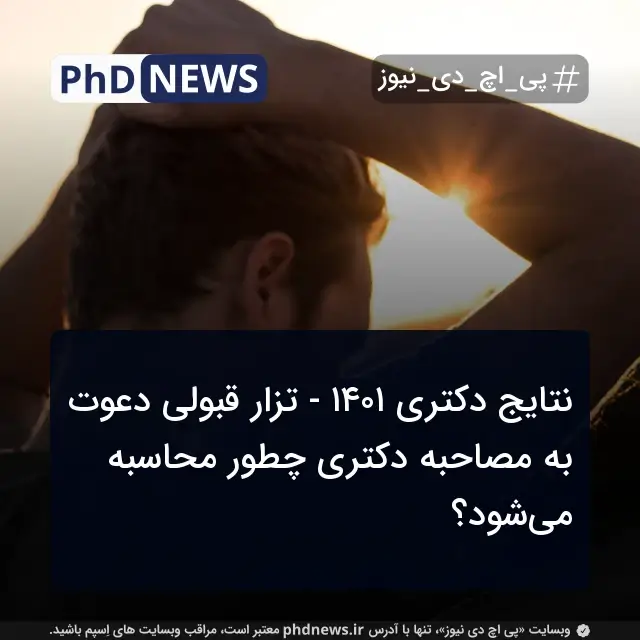 PhD NEWS
#پی_اچ_دی_نیوز
نتایج دکتری ۱۴۰۱ - تزار قبولی دعوت
به مصاحبه دکتری چطور محاسبه
می‌شود؟
وبسایت «پی اچ دی نیوز»، تنها با آدرس phdnews.ir معتبر است، مراقب وبسایت های اِسپم باشید.